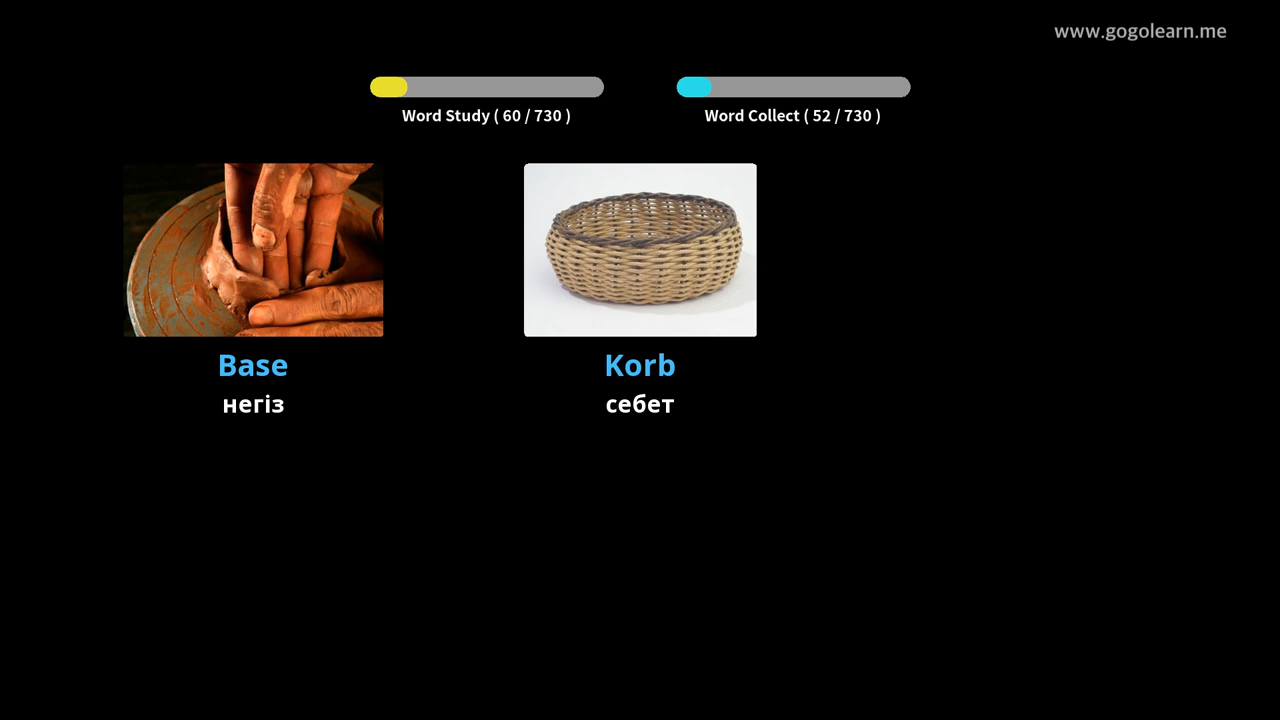 www.gogolearn.me
Word Study ( 60 / 730 )
Word Collect ( 52 / 730 )
Base
негіз
Korb
себет